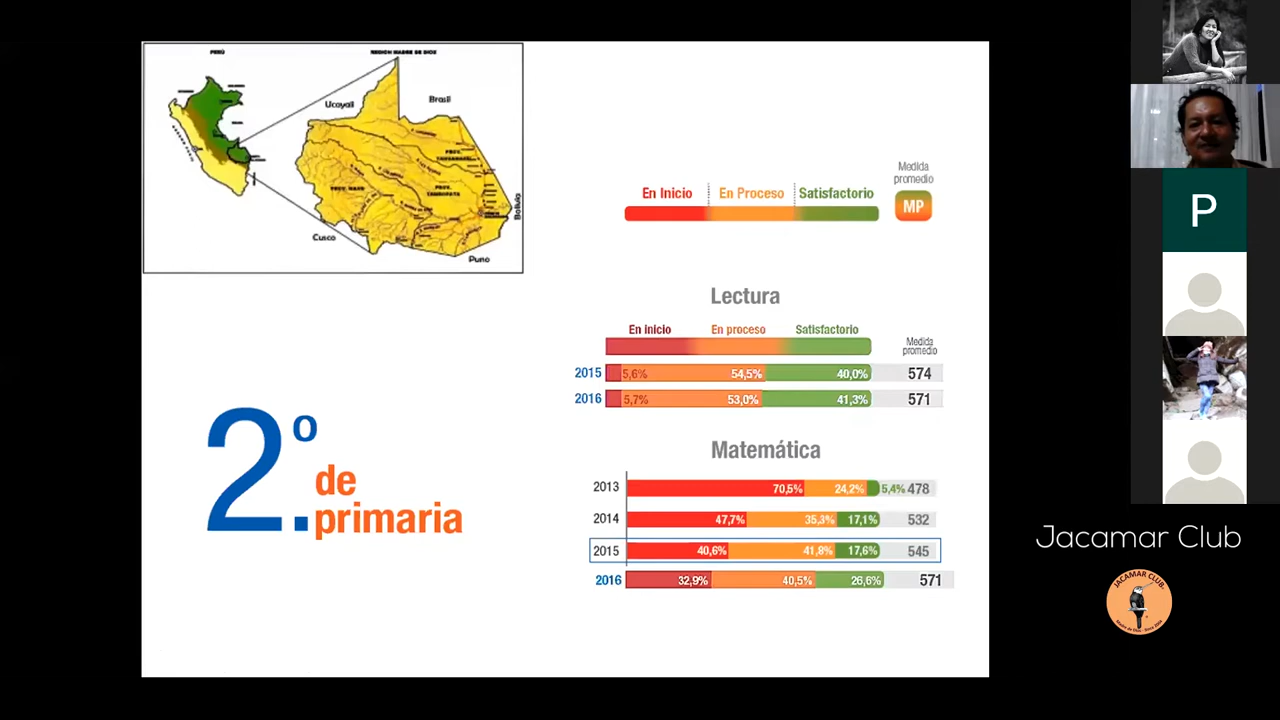 PERÚ
REGION MADRE DE DIOS
Ucayali
Brasil
Bolivia
Cusco
Puno
2.º
de
primaria
Medida
promedio
En Inicio
En Proceso
Satisfactorio
MP
Lectura
En inicio
En proceso
Satisfactorio
Medida
promedio
2015 5,6% 54,5% 40,0% 574
2016 5,7% 53,0% 41,3% 571
Matemática
2013 70,5% 24,2% 5,4% 478
2014 47,7% 35,3% 17,1% 532
2015 40,6% 41,8% 17,6% 545
2016 32,9% 40,5% 26,6% 571
P
Jacamar Club
JACAMAR CLUB